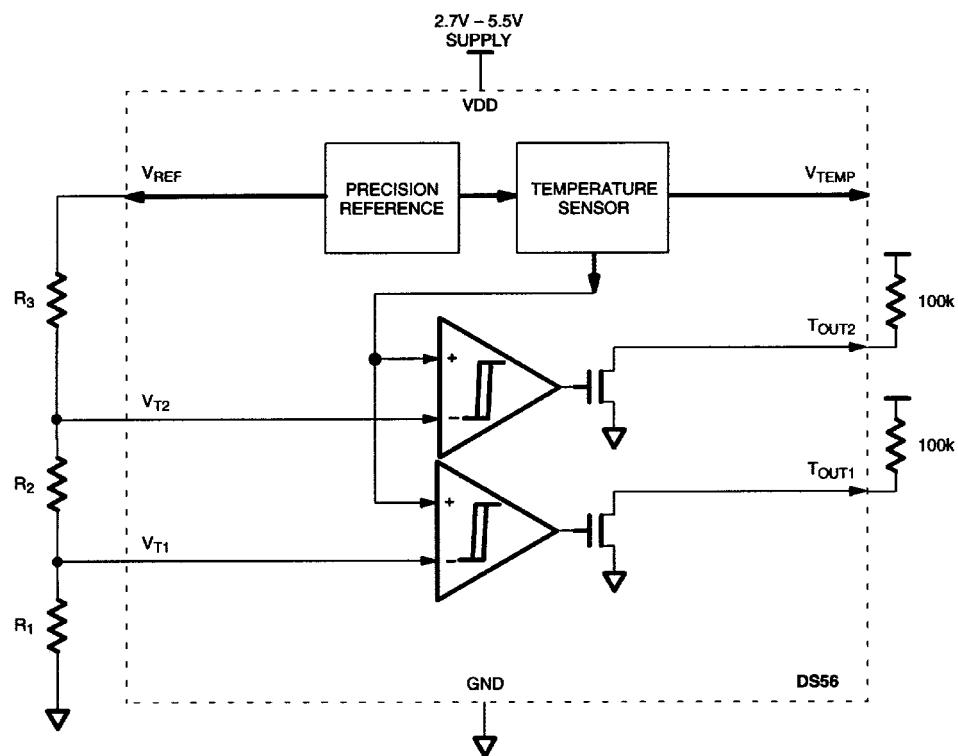 2.7V – 5.5V
SUPPLY
VDD
VREF
PRECISION
REFERENCE
TEMPERATURE
SENSOR
VTEMP
R3
100k
TOUT2
+
–
VT2
100k
R2
TOUT1
+
–
VT1
R1
GND
DS56